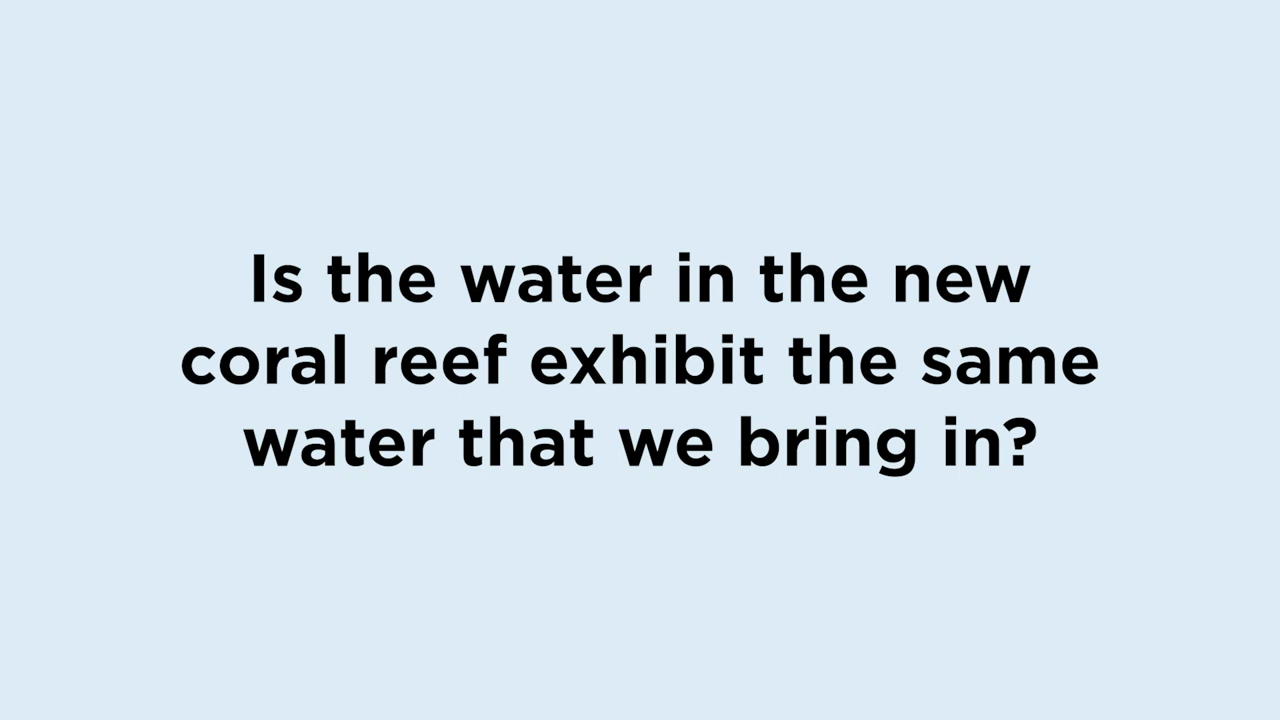 Is the water in the new
coral reef exhibit the same
water that we bring in?